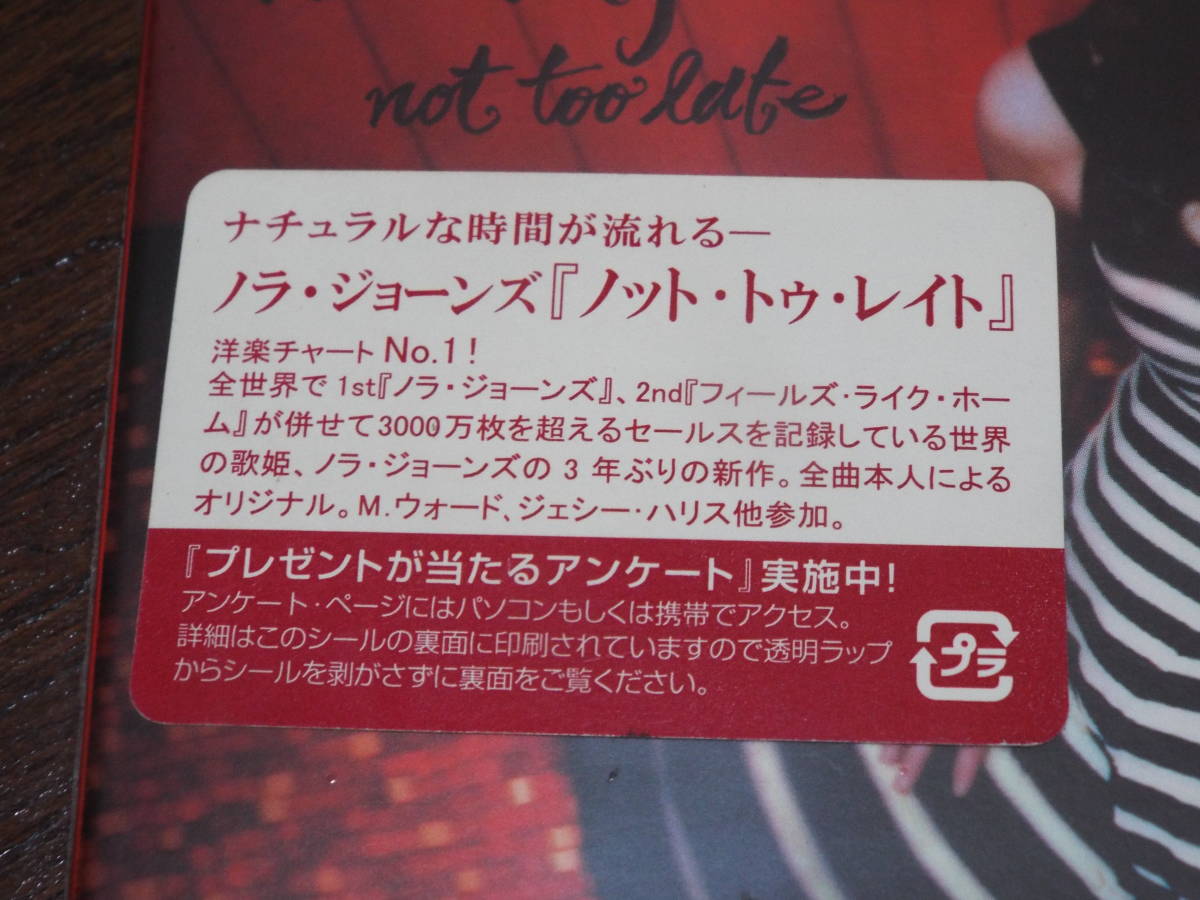 not too late
ナチュラルな時間が流れる—
ノラ・ジョーンズ『ノット・トゥ・レイト』
洋楽チャート No.1！
全世界で 1st『ノラ・ジョーンズ』、2nd『フィールズ・ライク・ホー
ム』が併せて3000万枚を超えるセールスを記録している世界
の歌姫、ノラ・ジョーンズの 3 年ぶりの新作。全曲本人による
オリジナル。M.ウォード、ジェシー・ハリス他参加。
『プレゼントが当たるアンケート』実施中！
アンケート・ページにはパソコンもしくは携帯でアクセス。
詳細はこのシールの裏面に印刷されていますので透明ラップ
からシールを剥がさずに裏面をご覧ください。
プラ